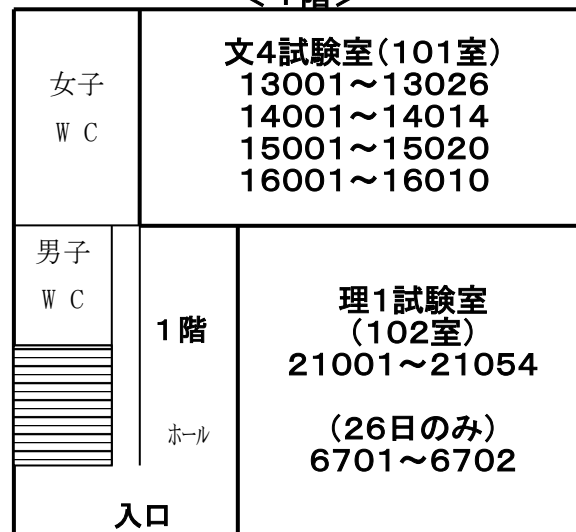 <1階>
女子
W C
文4試験室(101室)
13001～13026
14001～14014
15001～15020
16001～16010
男子
W C
1階
ホール
理1試験室
(102室)
21001～21054
(26日のみ)
6701～6702
入口